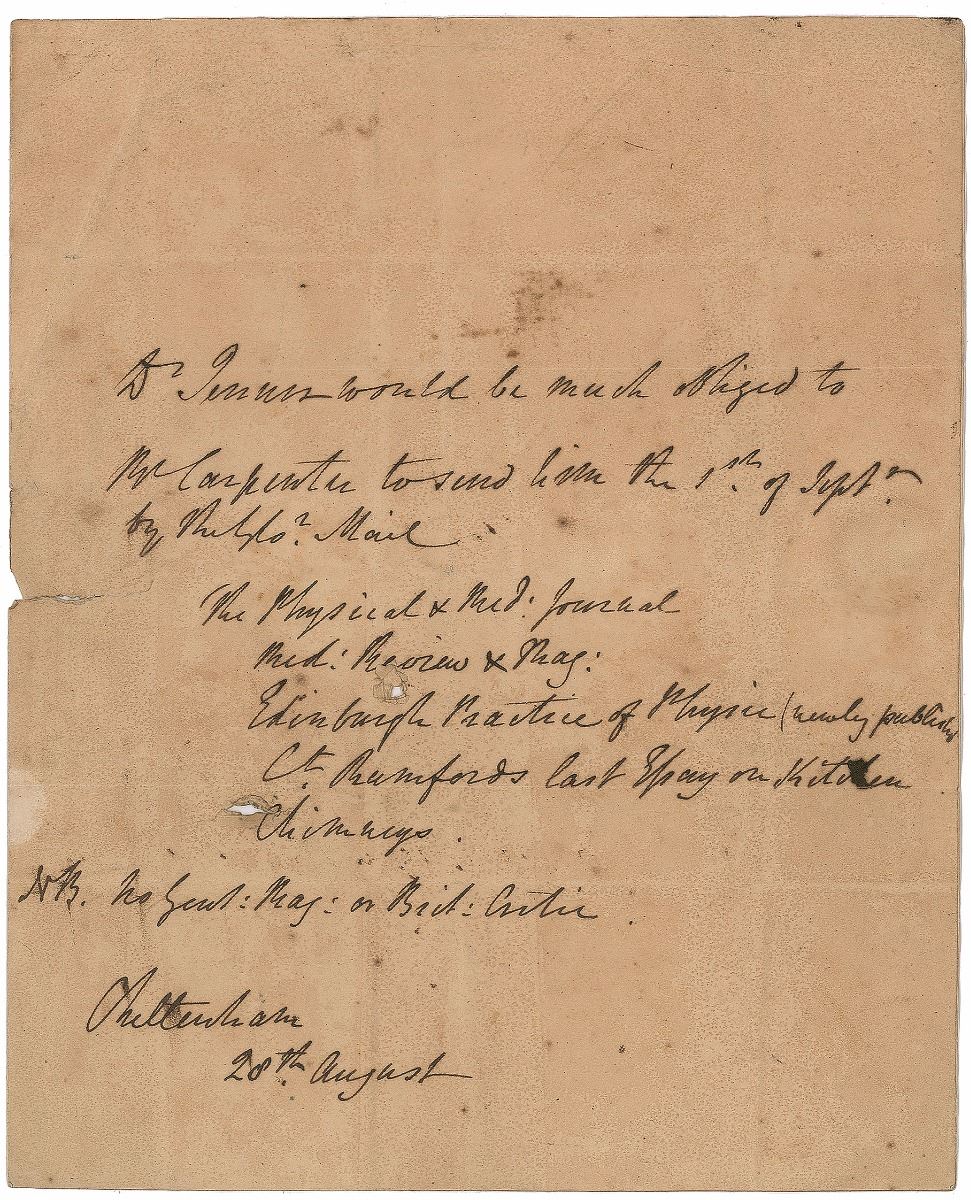 Dr Jenner would be much obliged to
Mr Carpenter to send him the 1st. of Septr.
by the Glo.r Mail
The Physical & Med: Journal
Med: Review & Mag:
Edinburgh Practice of Physic (newly published
Ct. Rumfords last Essay on Kitchen
Chimneys.
NB. No Gent: Mag: or Brit: Critic.
Cheltenham
28th. August